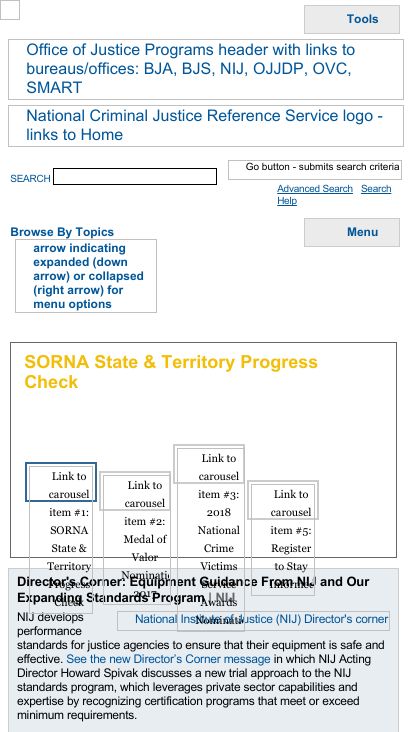 Tools
Office of Justice Programs header with links to
bureaus/offices: BJA, BJS, NIJ, OJJDP, OVC,
SMART
National Criminal Justice Reference Service logo -
links to Home
Go button - submits search criteria
SEARCH
Advanced Search Search
Help
Browse By Topics
Menu
arrow indicating
expanded (down
arrow) or collapsed
(right arrow) for
menu options
SORNA State & Territory Progress
Check
Link to
carousel
item #1:
SORNA
State &
Territory
Progress
Check
Link to
carousel
item #2:
Medal of
Valor
Nominati
2017
Link to
carousel
item #3:
2018
National
Crime
Victims
Service
Awards
Nominati
Link to
carousel
item #5:
Register
to Stay
Informed
Director's Corner: Equipment Guidance From NIJ and Our
Expanding Standards Program | NIJ
National Institute of Justice (NIJ) Director's corner
NIJ develops
performance
standards for justice agencies to ensure that their equipment is safe and
effective. See the new Director's Corner message in which NIJ Acting
Director Howard Spivak discusses a new trial approach to the NIJ
standards program, which leverages private sector capabilities and
expertise by recognizing certification programs that meet or exceed
minimum requirements.